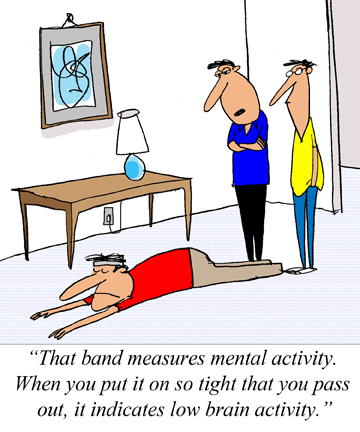 “That band measures mental activity.
When you put it on so tight that you pass
out, it indicates low brain activity.”